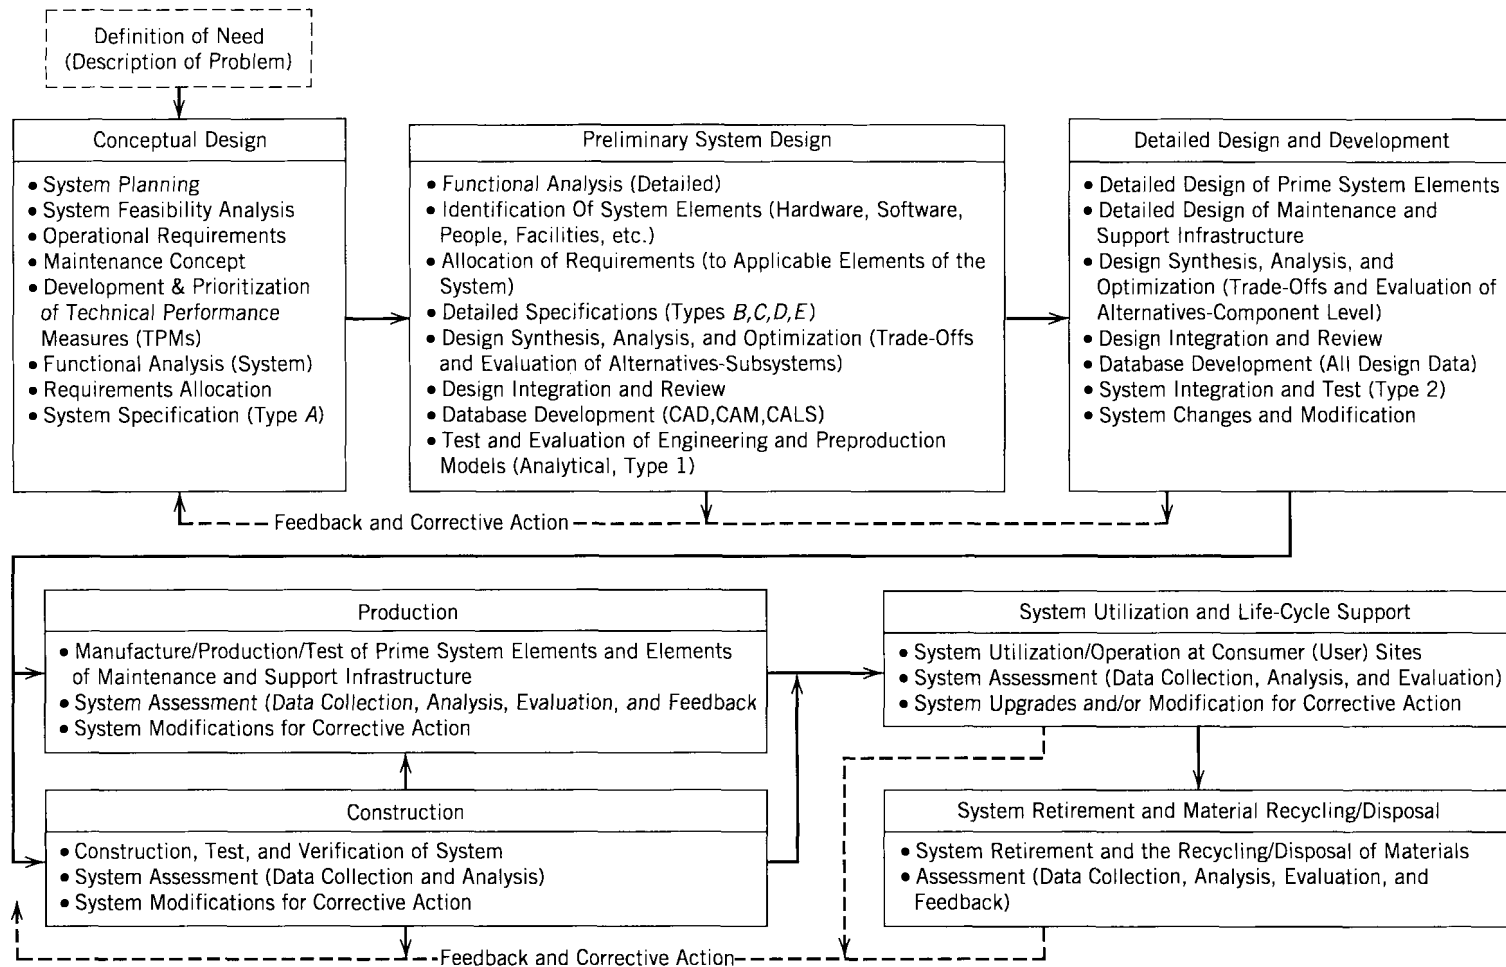 Definition of Need
(Description of Problem)
Conceptual Design
• System Planning
• System Feasibility Analysis
• Operational Requirements
• Maintenance Concept
• Development & Prioritization
of Technical Performance
Measures (TPMs)
• Functional Analysis (System)
• Requirements Allocation
• System Specification (Type A)
Preliminary System Design
• Functional Analysis (Detailed)
• Identification Of System Elements (Hardware, Software,
People, Facilities, etc.)
• Allocation of Requirements (to Applicable Elements of the
System)
• Detailed Specifications (Types B,C,D,E)
• Design Synthesis, Analysis, and Optimization (Trade-Offs
and Evaluation of Alternatives-Subsystems)
• Design Integration and Review
• Database Development (CAD,CAM,CALS)
• Test and Evaluation of Engineering and Preproduction
Models (Analytical, Type 1)
Detailed Design and Development
• Detailed Design of Prime System Elements
• Detailed Design of Maintenance and
Support Infrastructure
• Design Synthesis, Analysis, and
Optimization (Trade-Offs and Evaluation of
Alternatives-Component Level)
• Design Integration and Review
• Database Development (All Design Data)
• System Integration and Test (Type 2)
• System Changes and Modification
Feedback and Corrective Action
Production
• Manufacture/Production/Test of Prime System Elements and Elements
of Maintenance and Support Infrastructure
• System Assessment (Data Collection, Analysis, Evaluation, and Feedback
• System Modifications for Corrective Action
System Utilization and Life-Cycle Support
• System Utilization/Operation at Consumer (User) Sites
• System Assessment (Data Collection, Analysis, and Evaluation)
• System Upgrades and/or Modification for Corrective Action
Construction
• Construction, Test, and Verification of System
• System Assessment (Data Collection and Analysis)
• System Modifications for Corrective Action
System Retirement and Material Recycling/Disposal
• System Retirement and the Recycling/Disposal of Materials
• Assessment (Data Collection, Analysis, Evaluation, and
Feedback)
Feedback and Corrective Action